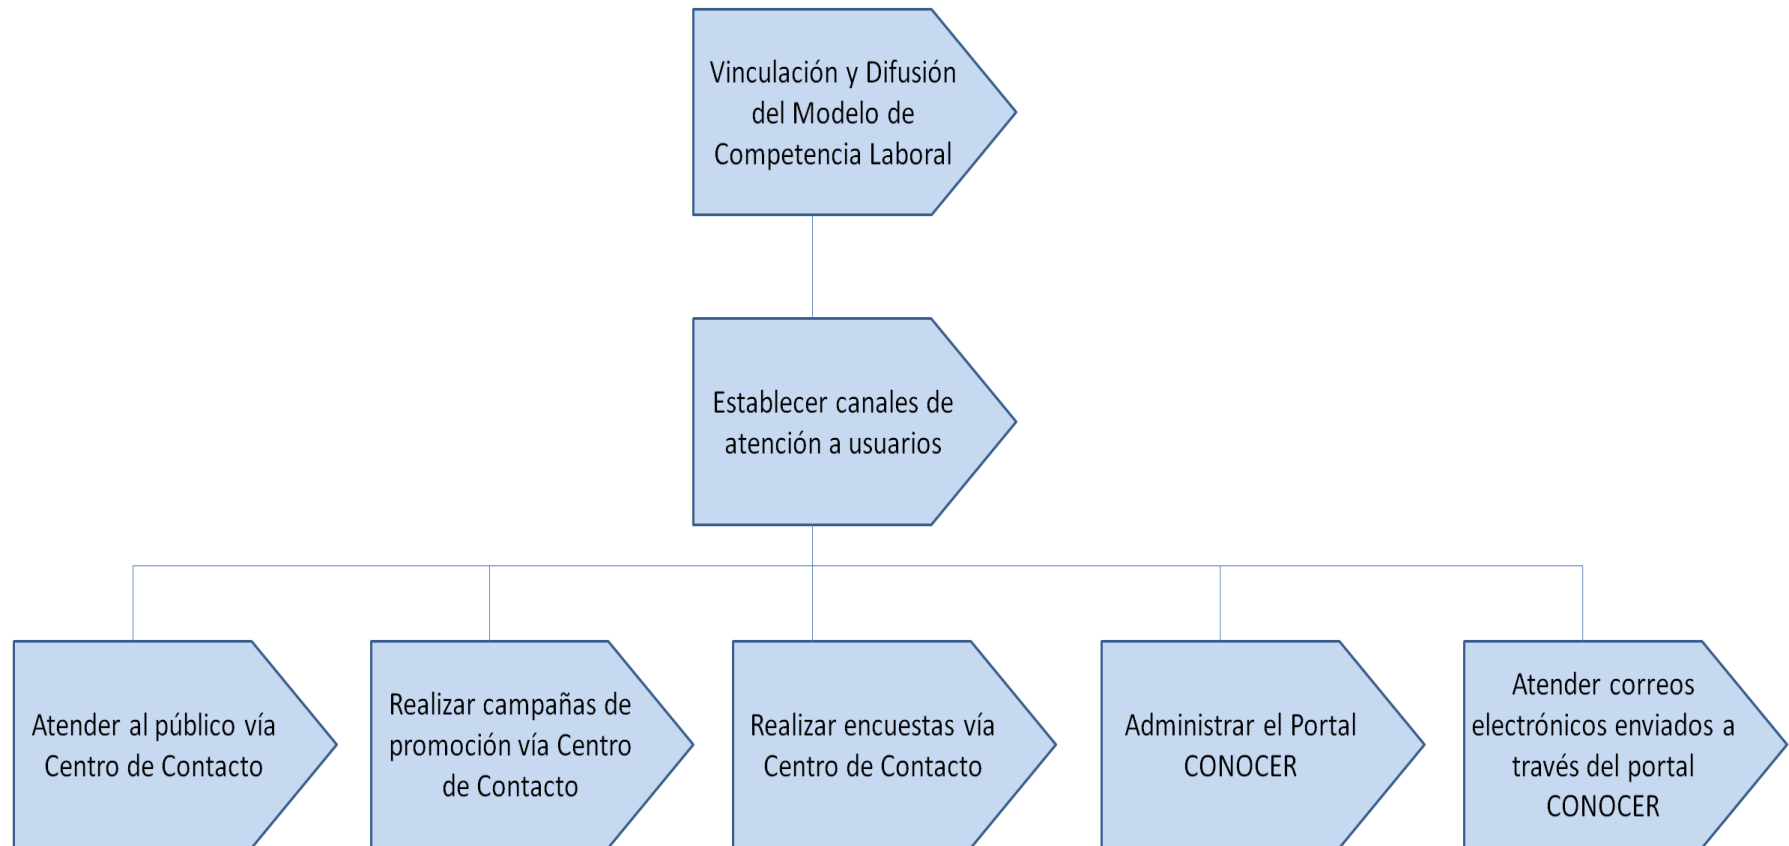 Vinculación y Difusión
del Modelo de
Competencia Laboral
Establecer canales de
atención a usuarios
Atender al público vía
Centro de Contacto
Realizar campañas de
promoción vía Centro
de Contacto
Realizar encuestas vía
Centro de Contacto
Administrar el Portal
CONOCER
Atender correos
electrónicos enviados a
través del portal
CONOCER